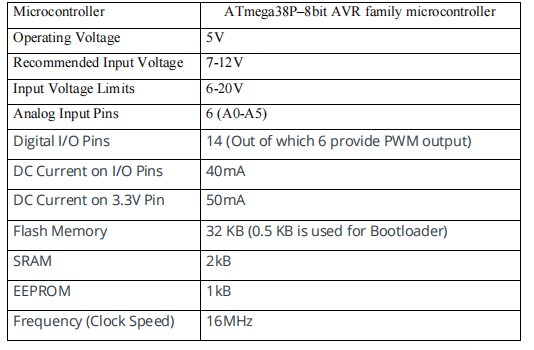 Microcontroller ATmega38P–8bit AVR family microcontroller
Operating Voltage 5V
Recommended Input Voltage 7-12V
Input Voltage Limits 6-20V
Analog Input Pins 6 (A0-A5)
Digital I/O Pins 14 (Out of which 6 provide PWM output)
DC Current on I/O Pins 40mA
DC Current on 3.3V Pin 50mA
Flash Memory 32 KB (0.5 KB is used for Bootloader)
SRAM 2kB
EEPROM 1kB
Frequency (Clock Speed) 16MHz